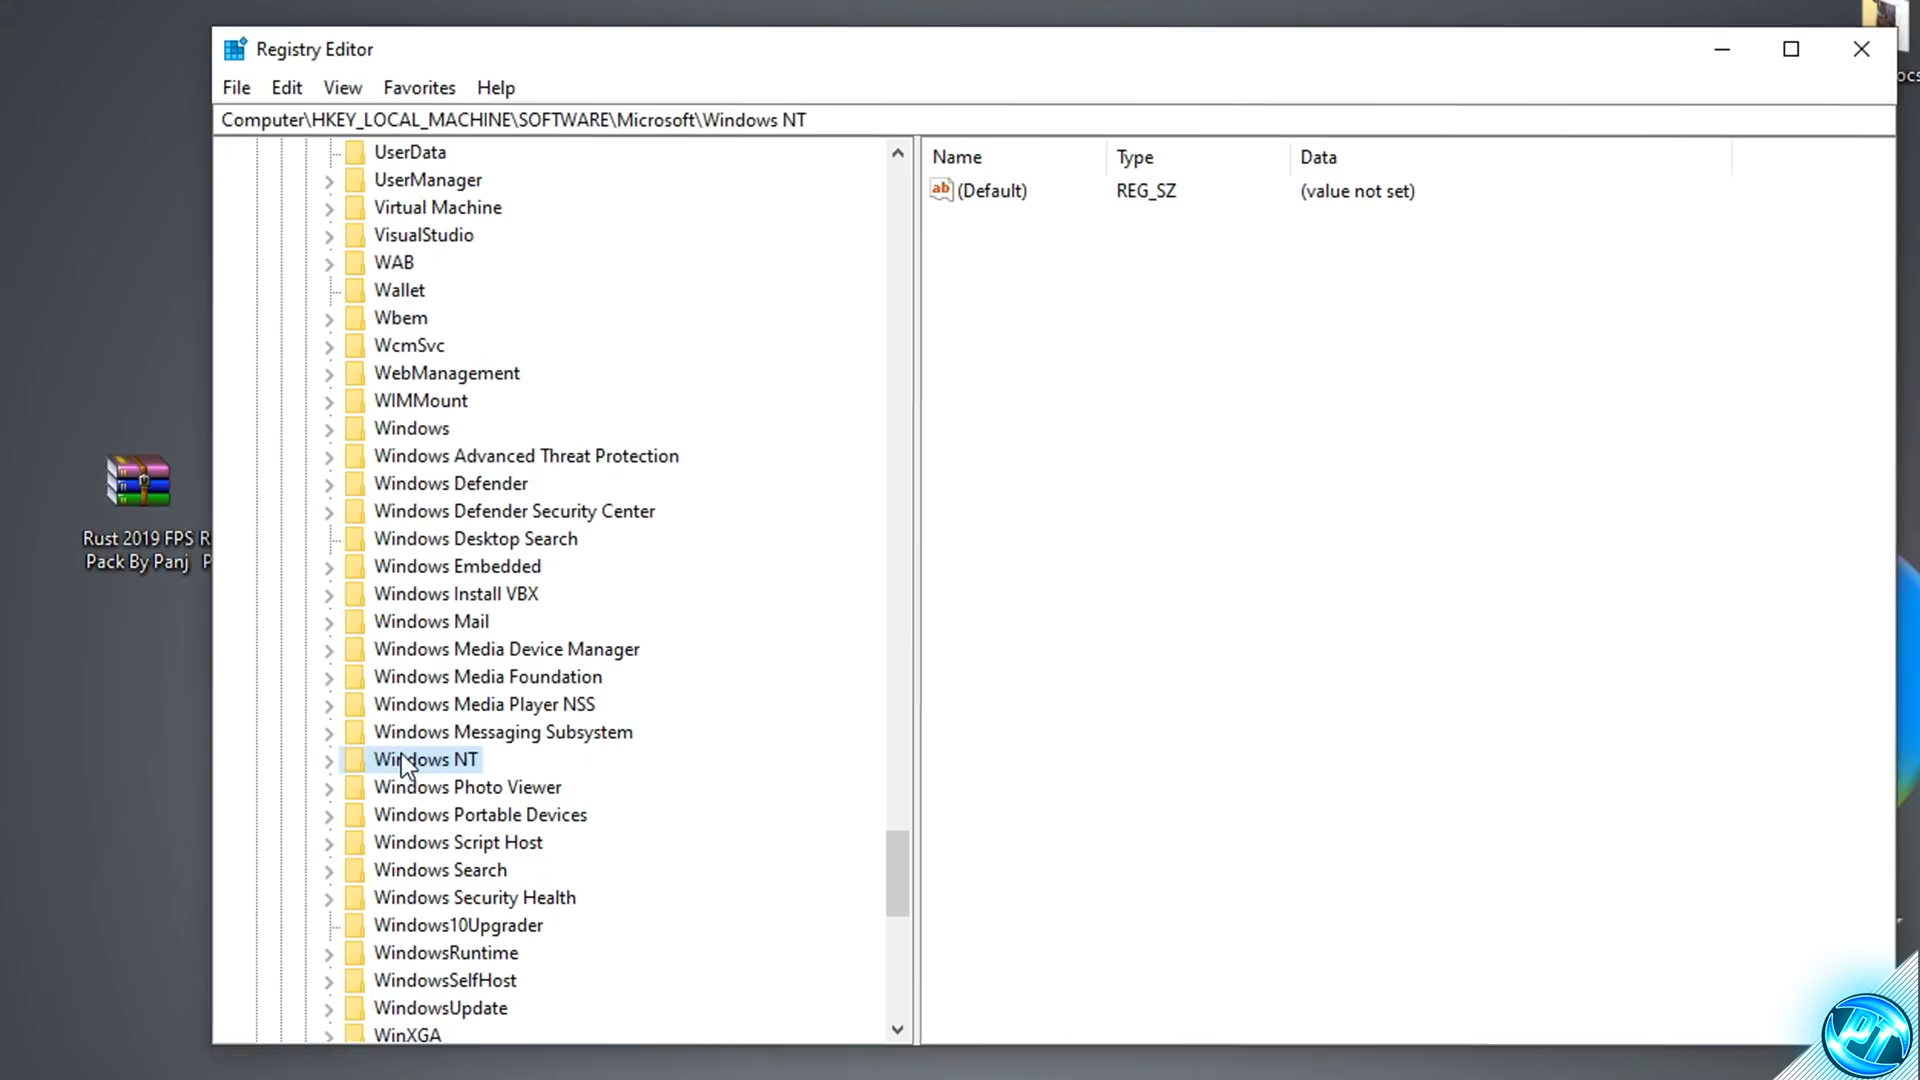 Registry Editor
File Edit View Favorites Help
Computer\HKEY_LOCAL_MACHINE\SOFTWARE\Microsoft\Windows NT
UserData
UserManager
Virtual Machine
VisualStudio
WAB
Wallet
Wbem
WcmSvc
WebManagement
WIMMount
Windows
Windows Advanced Threat Protection
Windows Defender
Windows Defender Security Center
Windows Desktop Search
Windows Embedded
Windows Install VBX
Windows Mail
Windows Media Device Manager
Windows Media Foundation
Windows Media Player NSS
Windows Messaging Subsystem
Windows NT
Windows Photo Viewer
Windows Portable Devices
Windows Script Host
Windows Search
Windows Security Health
Windows10Upgrader
WindowsRuntime
WindowsSelfHost
WindowsUpdate
WinXGA
Name Type Data
ab (Default) REG_SZ (value not set)
Rust 2019 FPS
Pack By Panj
PT